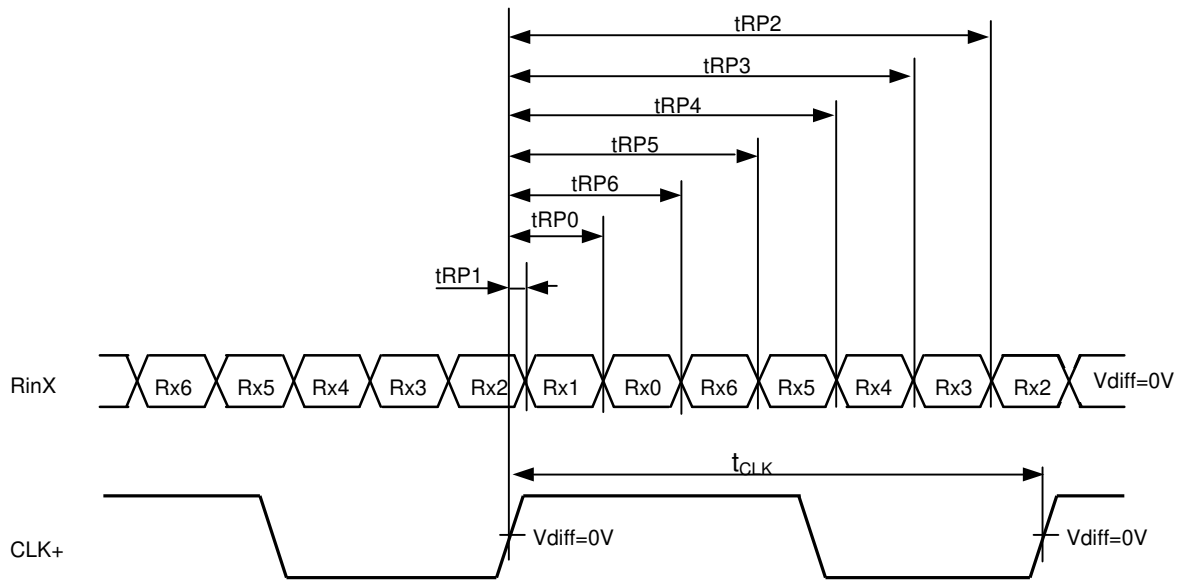 tRP2
tRP3
tRP4
tRP5
tRP6
tRP0
tRP1
RinX Rx6 Rx5 Rx4 Rx3 Rx2 Rx1 Rx0 Rx6 Rx5 Rx4 Rx3 Rx2 Vdiff=0V
tCLK
CLK+ Vdiff=0V Vdiff=0V